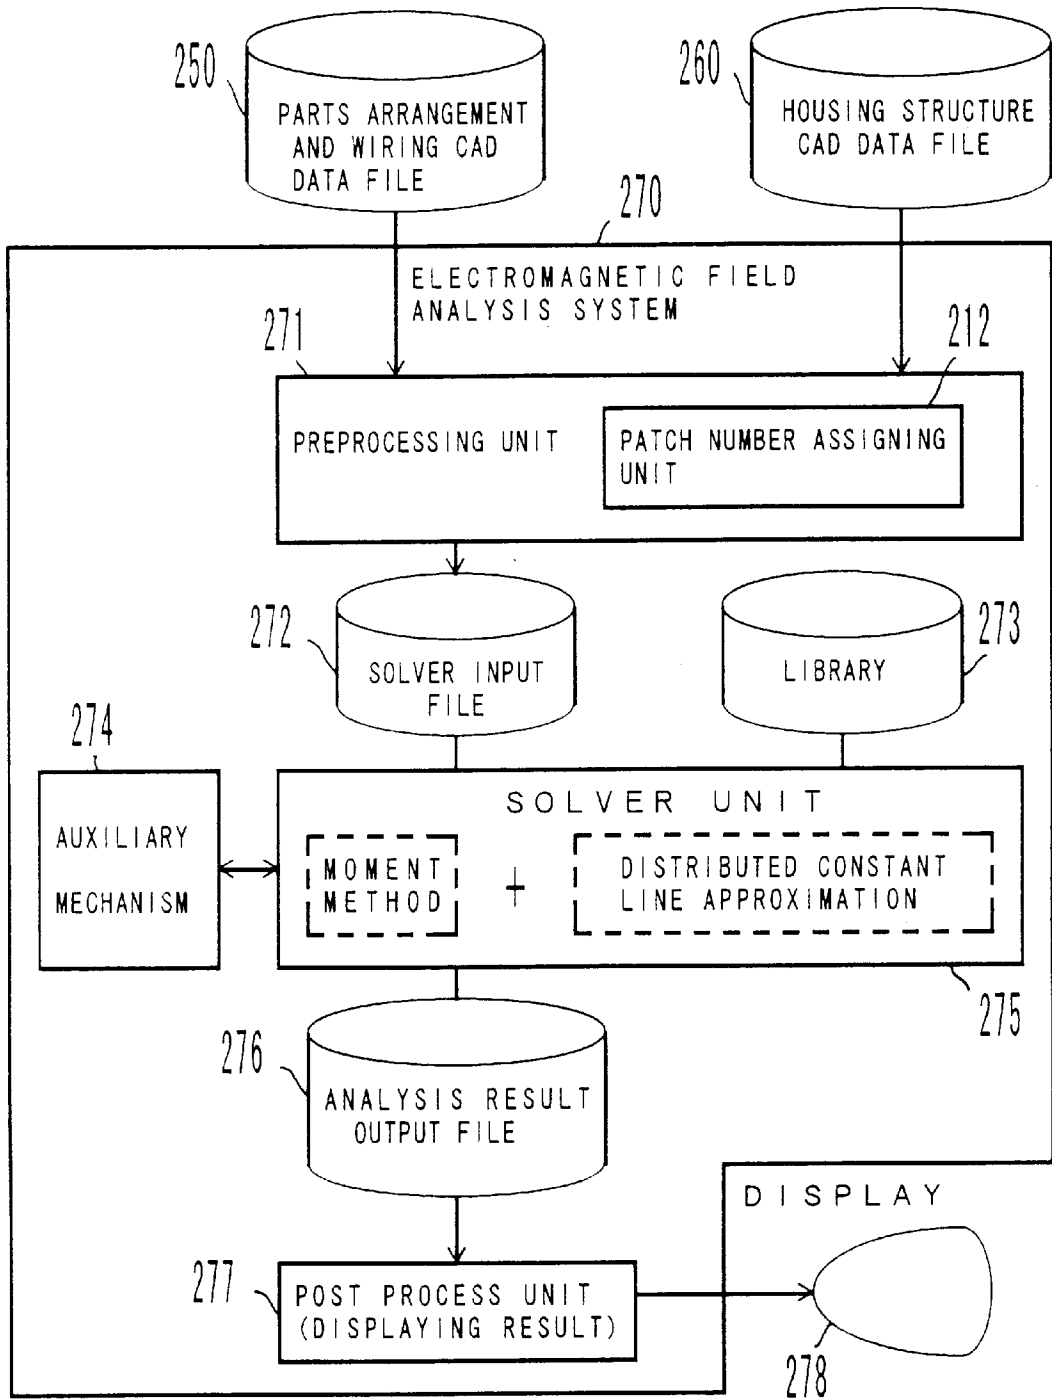 250
PARTS ARRANGEMENT
AND WIRING CAD
DATA FILE
260
HOUSING STRUCTURE
CAD DATA FILE
270
ELECTROMAGNETIC FIELD
ANALYSIS SYSTEM
271
212
PREPROCESSING UNIT
PATCH NUMBER ASSIGNING
UNIT
272
SOLVER INPUT
FILE
273
LIBRARY
274
AUXILIARY
MECHANISM
SOLVER UNIT
MOMENT
METHOD
+
DISTRIBUTED CONSTANT
LINE APPROXIMATION
275
276
ANALYSIS RESULT
OUTPUT FILE
DISPLAY
277
POST PROCESS UNIT
(DISPLAYING RESULT)
278